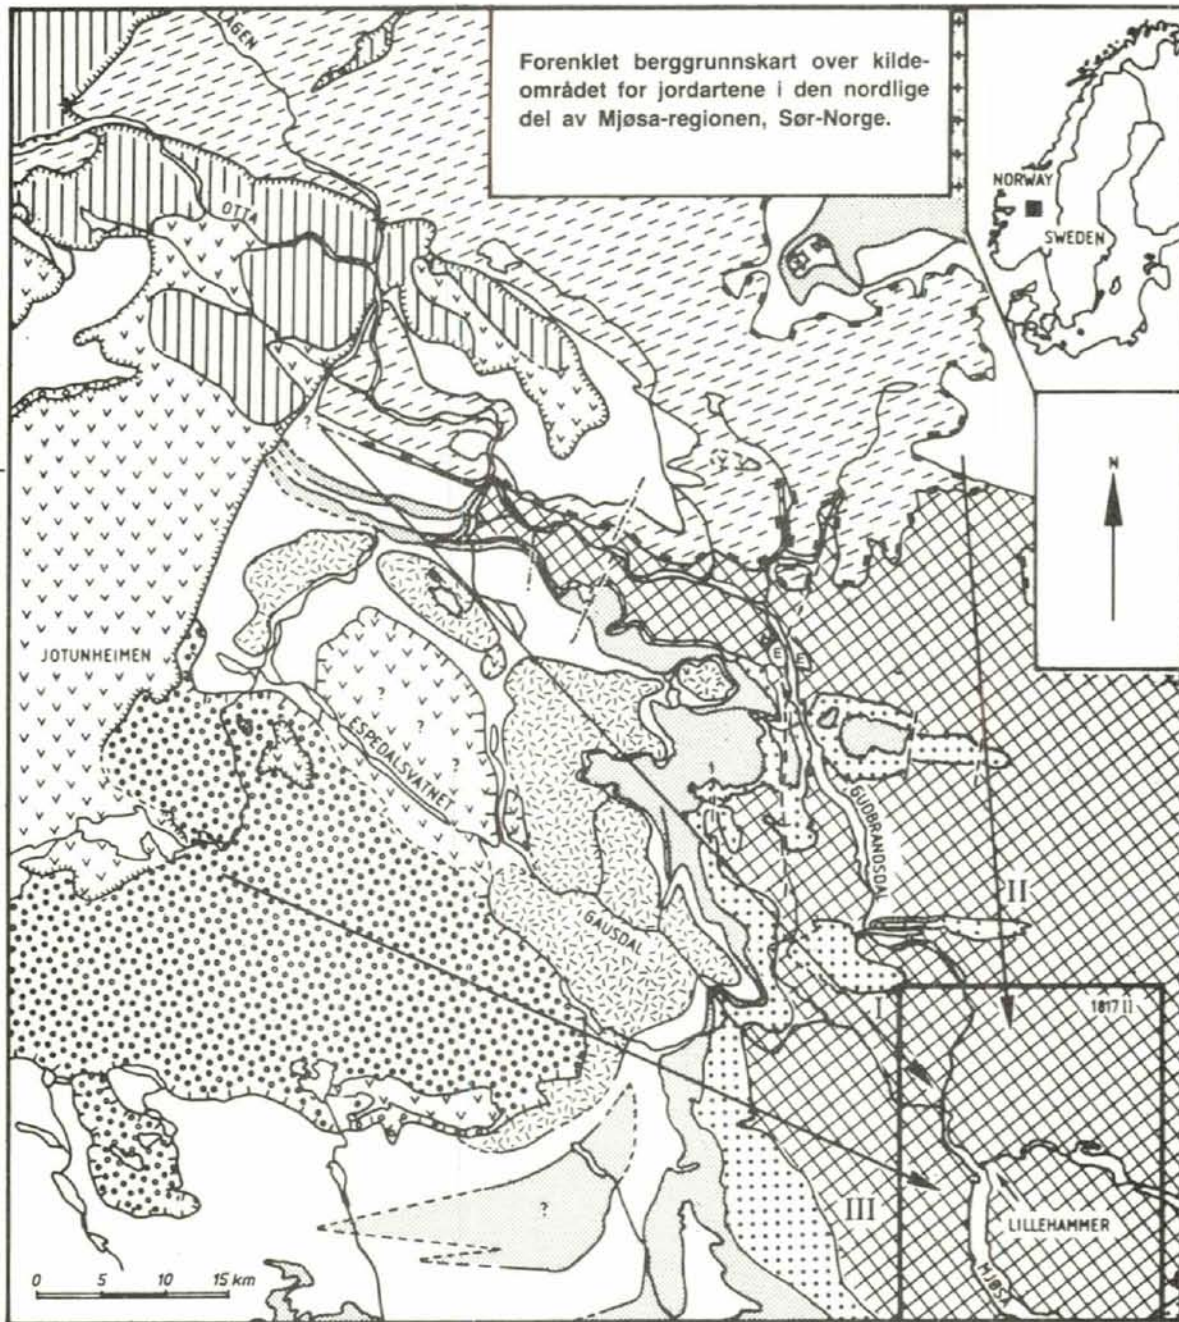 LÅGEN
Forenklet berggrunnskart over kilde-
området for jordartene i den nordlige
del av Mjøsa-regionen, Sør-Norge.
NORWAY
SWEDEN
OTTA
?
N
JOTUNHEIMEN
E
E
?
?
?
ESPEDALSVATNET
GUDBRANDSDAL
II
GAUSDAL
I
1817 II
?
III
LILLEHAMMER
MJØSA
0 5 10 15 km